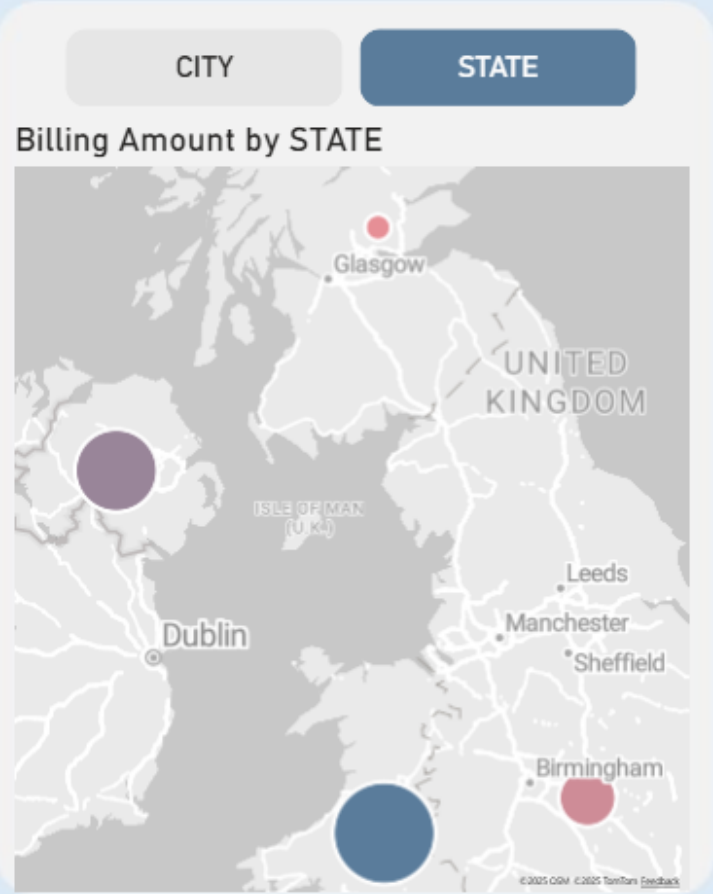 CITY
STATE
Billing Amount by STATE
Glasgow
UNITED
KINGDOM
ISLE OF MAN
(U.K.)
Leeds
Dublin
Manchester
Sheffield
Birmingham
©2025 OSM ©2025 TomTom Feedback